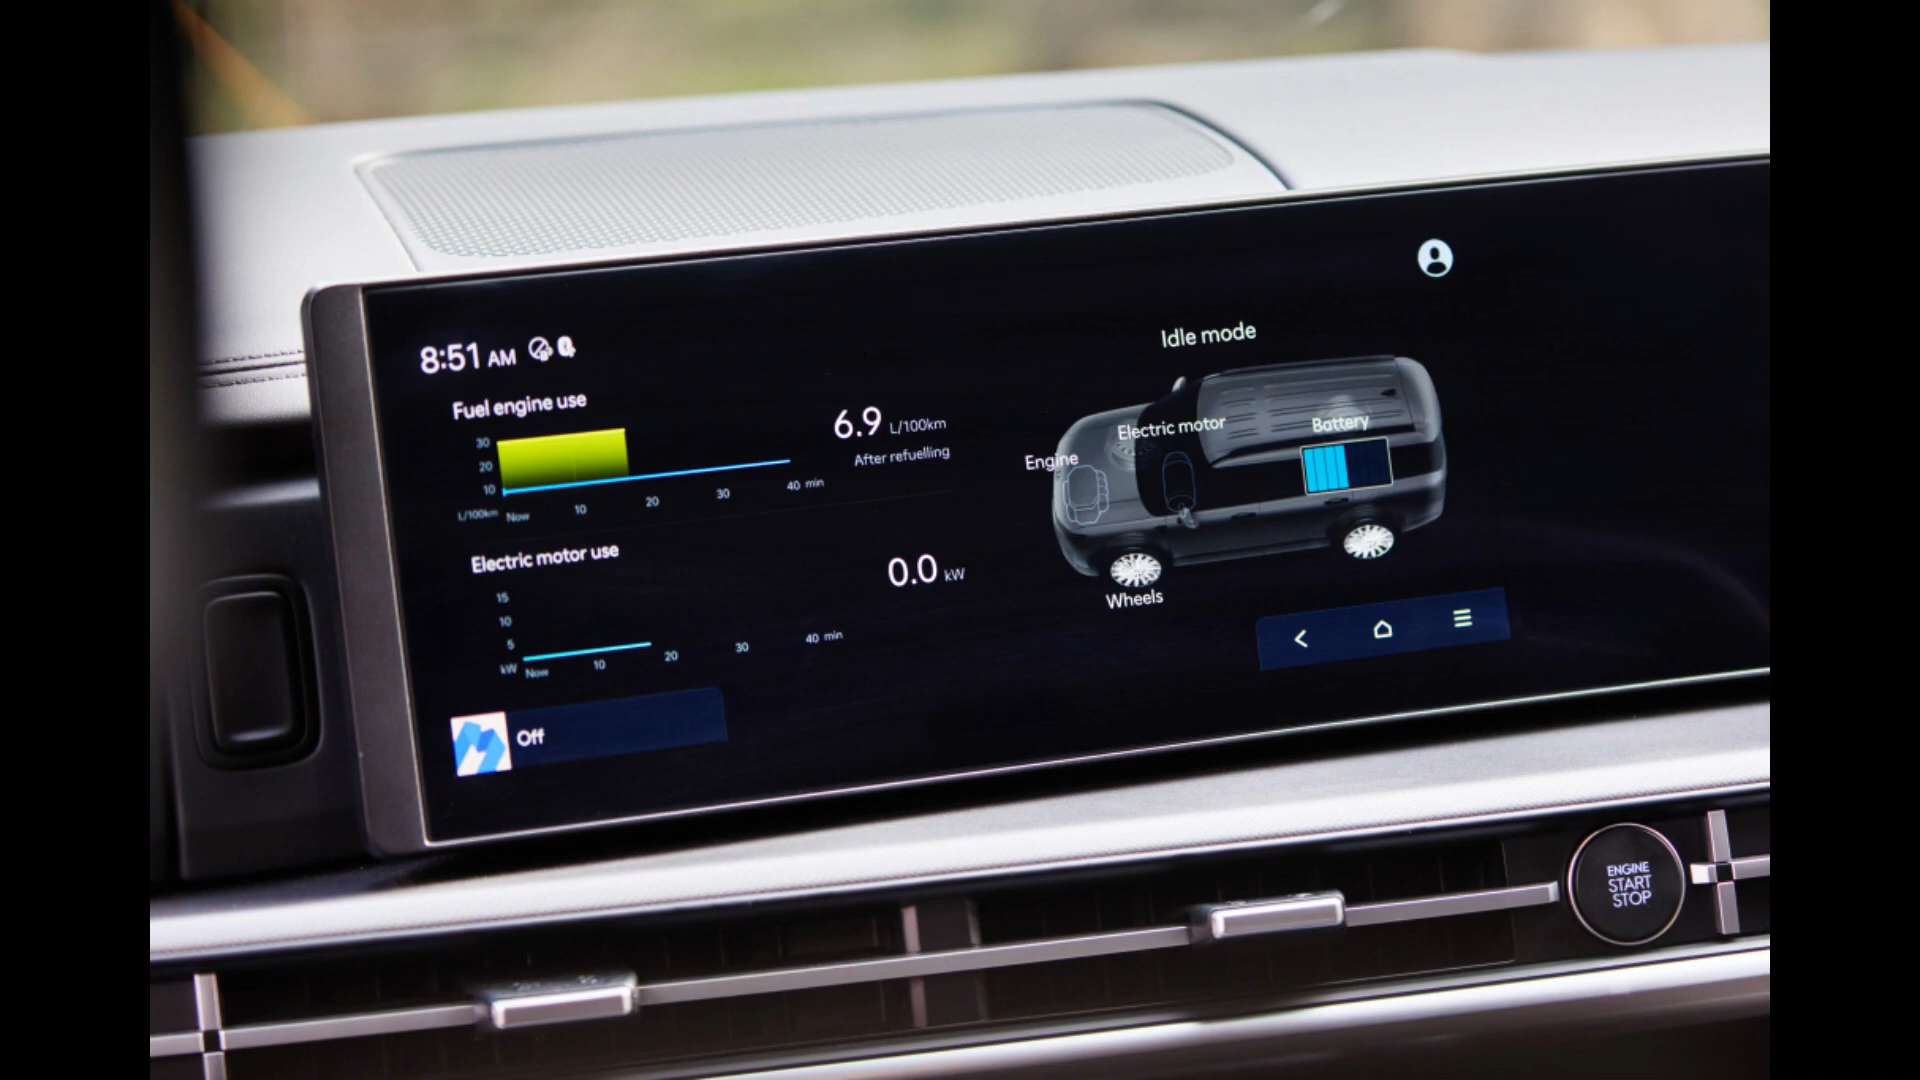 8:51 AM
Fuel engine use
30
20
10
L/100km
Now
10
20
30
40 min
6.9 L/100km
After refuelling
Electric motor use
15
10
5
kW
Now
10
20
30
40 min
0.0 kW
Off
Idle mode
Electric motor
Battery
Engine
Wheels
ENGINE
START
STOP